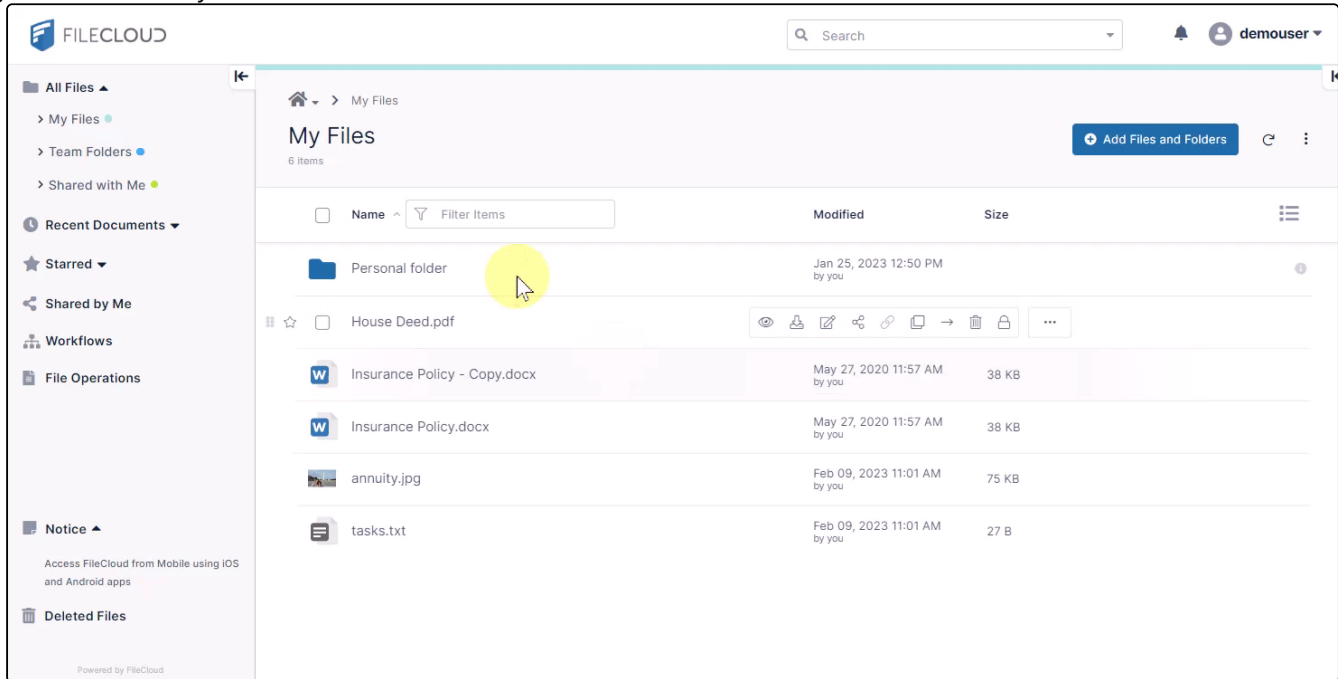 FILECLOUD
Search
demouser
All Files
My Files
Team Folders
Shared with Me
Recent Documents
Starred
Shared by Me
Workflows
File Operations
Notice
Access FileCloud from Mobile using iOS
and Android apps
Deleted Files
Powered by FileCloud
My Files
My Files
6 items
Add Files and Folders
Name
Filter Items
Modified
Size
Personal folder
Jan 25, 2023 12:50 PM
by you
House Deed.pdf
W
Insurance Policy - Copy.docx
May 27, 2020 11:57 AM
by you
38 KB
W
Insurance Policy.docx
May 27, 2020 11:57 AM
by you
38 KB
annuity.jpg
Feb 09, 2023 11:01 AM
by you
75 KB
tasks.txt
Feb 09, 2023 11:01 AM
by you
27 B